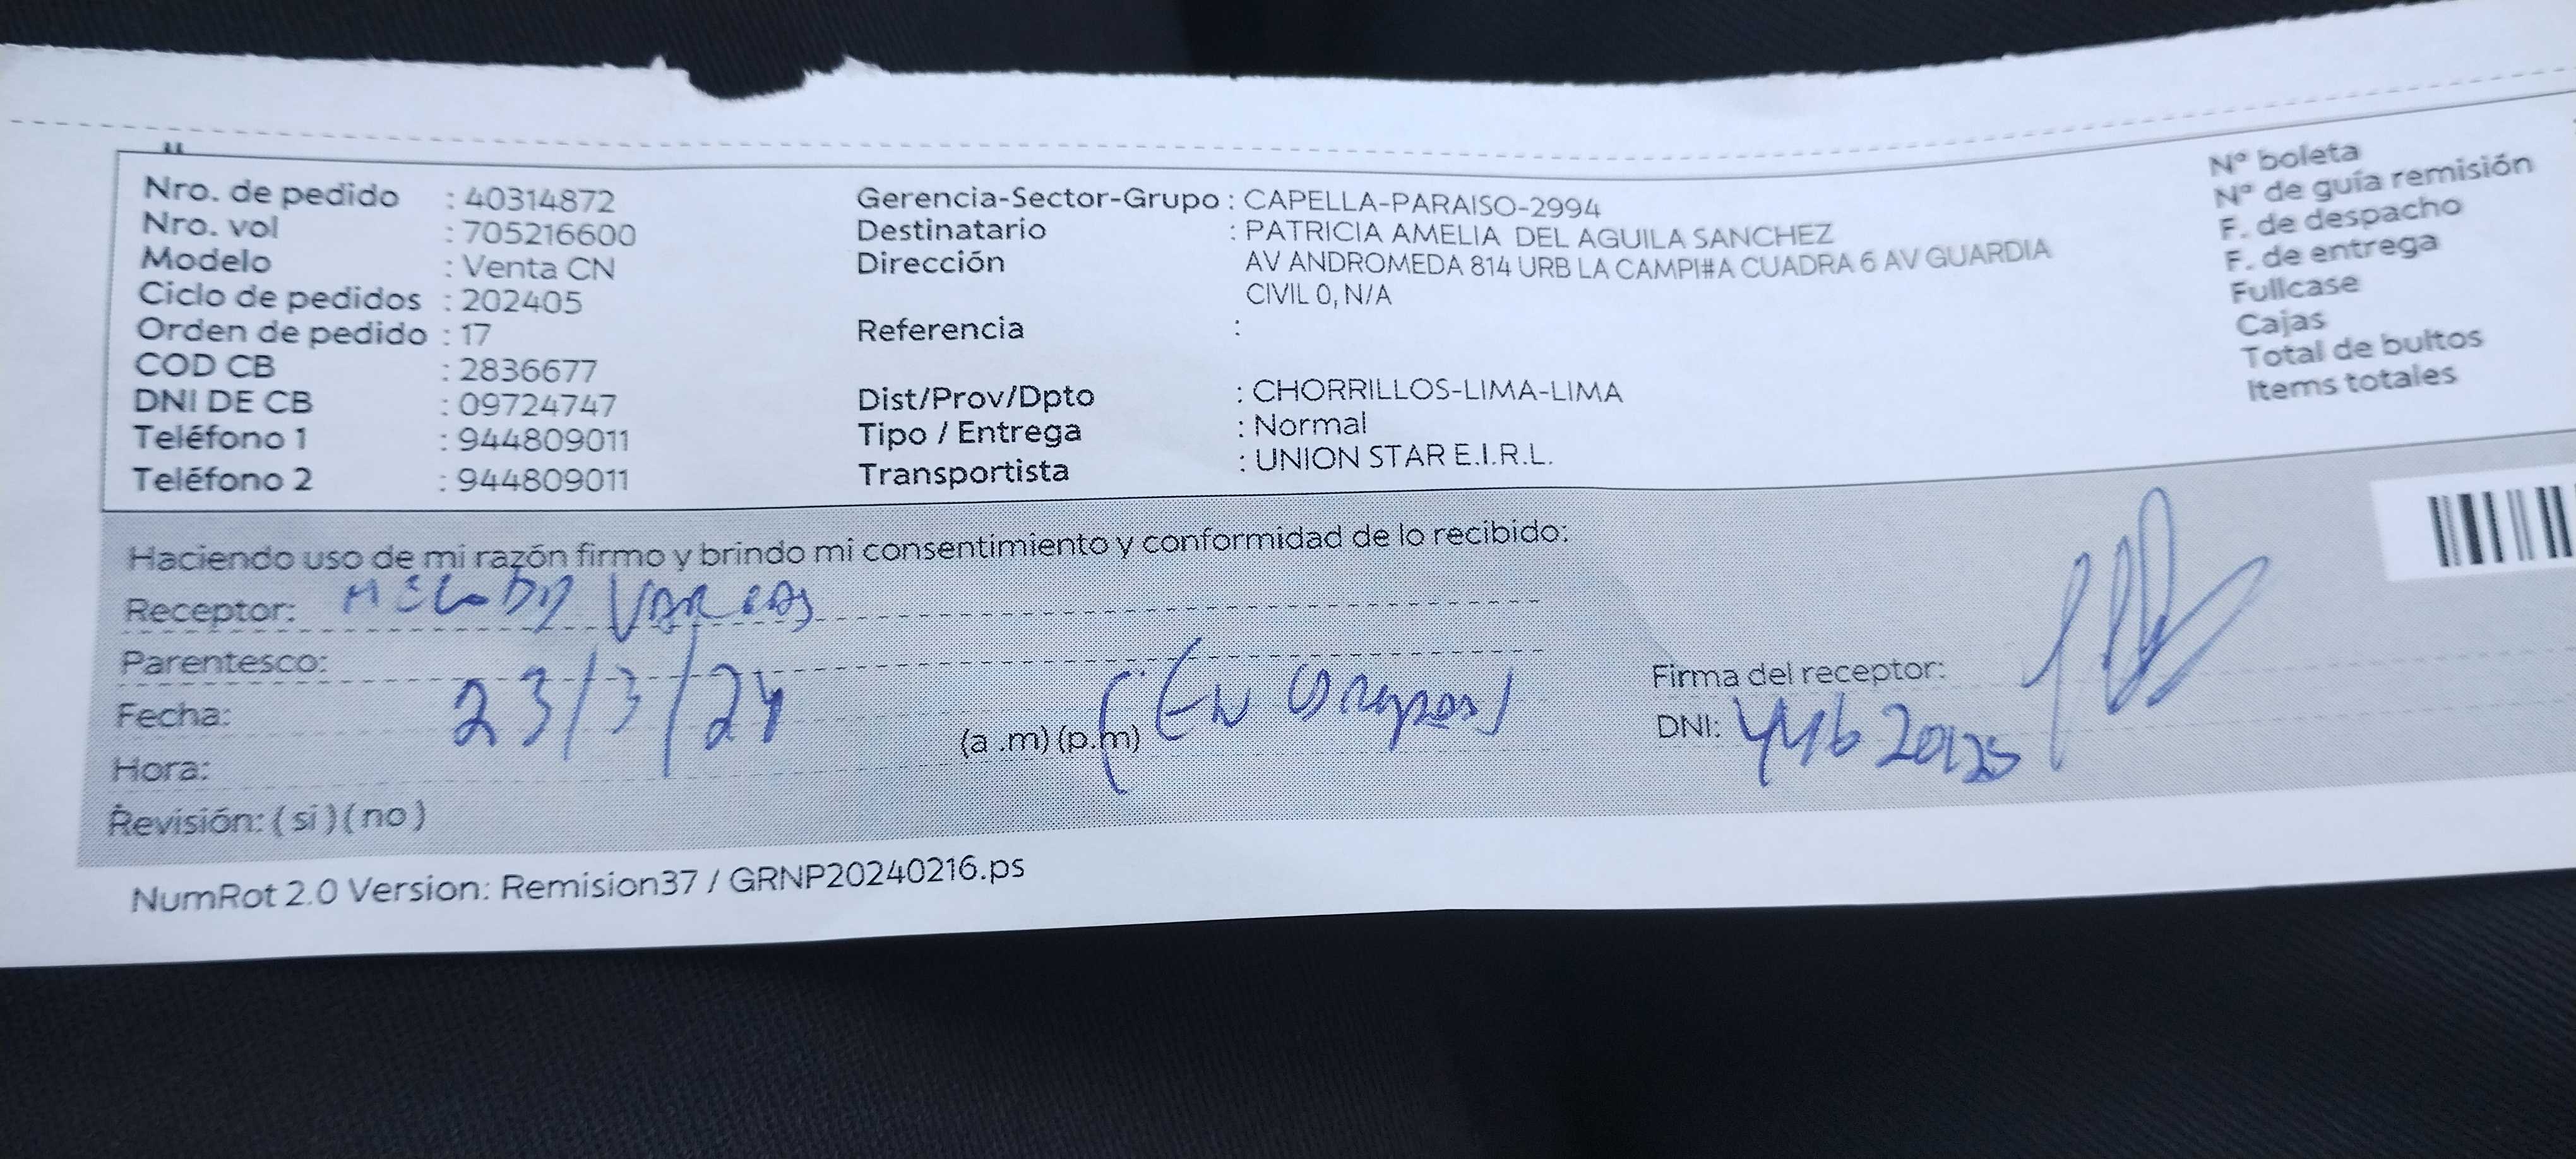 Nro. de pedido : 40314872
Nro. vol : 705216600
Modelo : Venta CN
Ciclo de pedidos : 202405
Orden de pedido : 17
COD CB : 2836677
DNI DE CB : 09724747
Teléfono 1 : 944809011
Teléfono 2 : 944809011
Gerencia-Sector-Grupo : CAPELLA-PARAISO-2994
Destinatario : PATRICIA AMELIA DEL AGUILA SANCHEZ
Dirección AV ANDROMEDA 814 URB LA CAMPI#A CUADRA 6 AV GUARDIA
CIVIL 0, N/A
Referencia :
Dist/Prov/Dpto : CHORRILLOS-LIMA-LIMA
Tipo / Entrega : Normal
Transportista : UNION STAR E.I.R.L.
N° boleta
N° de guía remisión
F. de despacho
F. de entrega
Fullcase
Cajas
Total de bultos
Items totales
Haciendo uso de mi razón firmo y brindo mi consentimiento y conformidad de lo recibido:
Receptor: MELODY VARGAS
Parentesco:
Fecha: 23/3/24
Hora: (a .m) (p.m) (EN
Revisión: ( si ) ( no )
Firma del receptor:
DNI:
NumRot 2.0 Version: Remision37 / GRNP20240216.ps